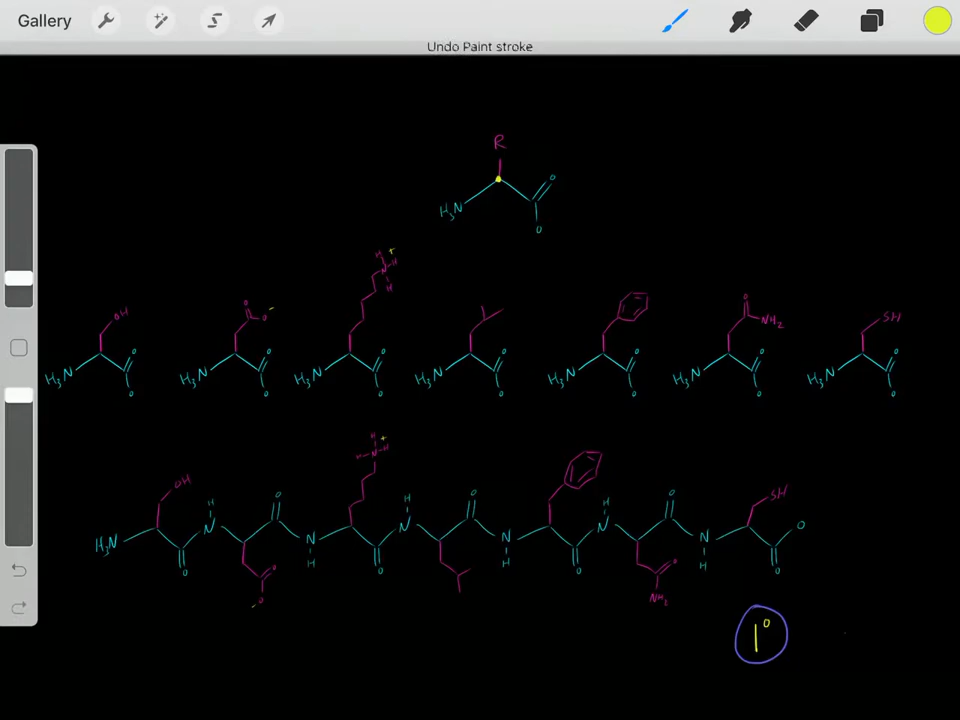 Gallery
Undo Paint stroke
R
H₃N O
O
H + N H H
OH O O - O NH₂ SH
H₃N O O H₃N O O H₃N O O H₃N O O H₃N O O H₃N O O H₃N O O
H + H N H
OH SH
H O H O H O
H₃N N N N N N N O
O H O H O H O
O O - O NH₂
1°